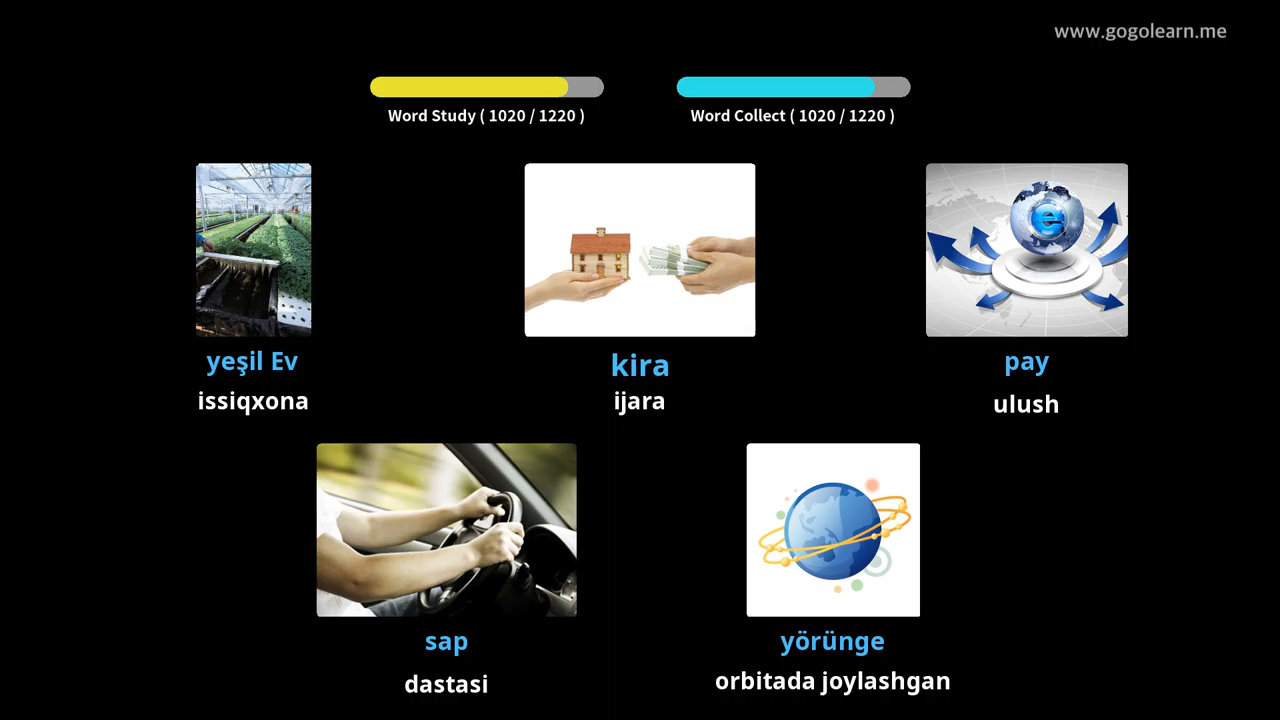 www.gogolearn.me
Word Study ( 1020 / 1220 )
Word Collect ( 1020 / 1220 )
yeşil Ev
issiqxona
kira
ijara
pay
ulush
sap
dastasi
yörünge
orbitada joylashgan